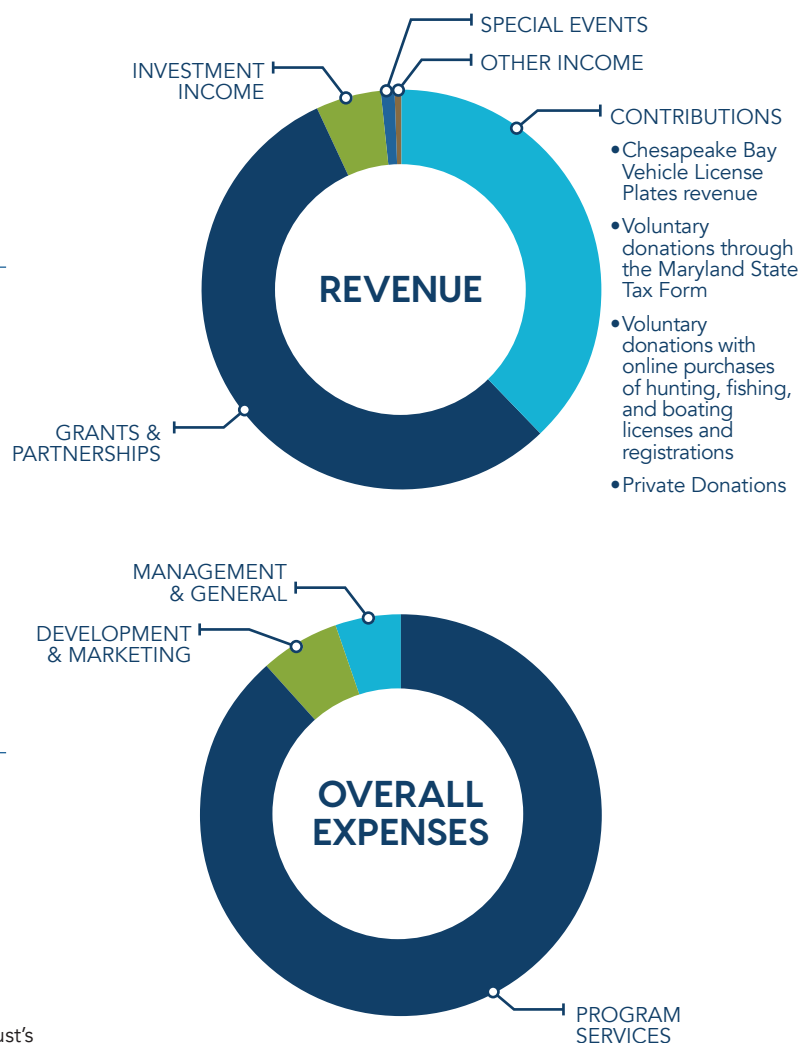 SPECIAL EVENTS
OTHER INCOME
INVESTMENT
INCOME
CONTRIBUTIONS
•Chesapeake Bay
Vehicle License
Plates revenue
•Voluntary
donations through
the Maryland State
Tax Form
•Voluntary
donations with
online purchases
of hunting, fishing,
and boating
licenses and
registrations
•Private Donations
REVENUE
GRANTS &
PARTNERSHIPS
MANAGEMENT
& GENERAL
DEVELOPMENT
& MARKETING
OVERALL
EXPENSES
PROGRAM
SERVICES
ust's